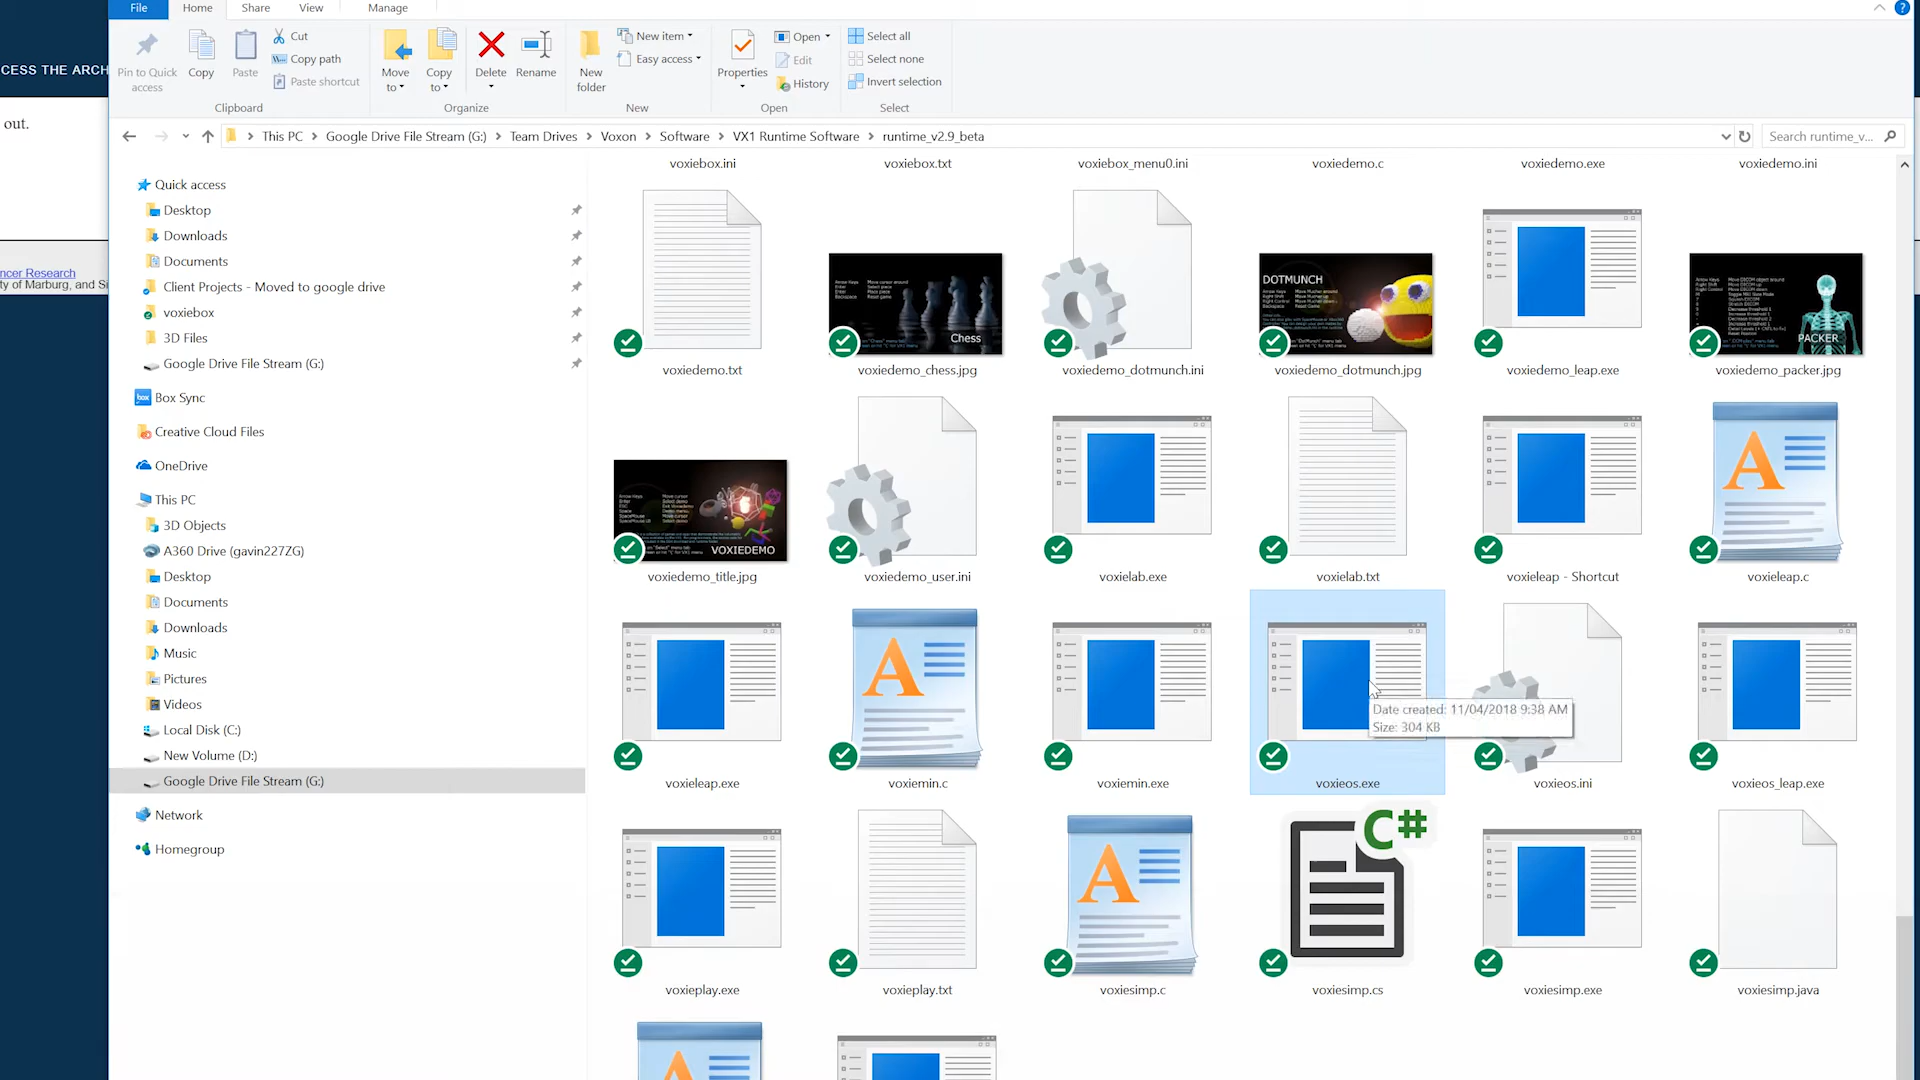 File
Home
Share
View
Manage
CESS THE ARCH
out.
ncer Research
ty of Marburg, and Si
Pin to Quick
access
Copy
Paste
Cut
Copy path
Paste shortcut
Clipboard
Move
to
Copy
to
Delete
Rename
Organize
New
folder
New item
Easy access
New
Properties
Open
Edit
History
Open
Select all
Select none
Invert selection
Select
This PC
Google Drive File Stream (G:)
Team Drives
Voxon
Software
VX1 Runtime Software
runtime_v2.9_beta
Search runtime_v...
Quick access
Desktop
Downloads
Documents
Client Projects - Moved to google drive
voxiebox
3D Files
Google Drive File Stream (G:)
box
Box Sync
Creative Cloud Files
OneDrive
This PC
3D Objects
A360 Drive (gavin227ZG)
Desktop
Documents
Downloads
Music
Pictures
Videos
Local Disk (C:)
New Volume (D:)
Google Drive File Stream (G:)
Network
Homegroup
voxiebox.ini
voxiebox.txt
voxiebox_menu0.ini
voxiedemo.c
voxiedemo.exe
voxiedemo.ini
Chess
DOTMUNCH
PACKER
voxiedemo.txt
voxiedemo_chess.jpg
voxiedemo_dotmunch.ini
voxiedemo_dotmunch.jpg
voxiedemo_leap.exe
voxiedemo_packer.jpg
VOXIEDEMO
voxiedemo_title.jpg
voxiedemo_user.ini
voxielab.exe
voxielab.txt
voxieleap - Shortcut
voxieleap.c
Date created: 11/04/2018 9:38 AM
Size: 304 KB
voxieleap.exe
voxiemin.c
voxiemin.exe
voxieos.exe
voxieos.ini
voxieos_leap.exe
C#
voxieplay.exe
voxieplay.txt
voxiesimp.c
voxiesimp.cs
voxiesimp.exe
voxiesimp.java